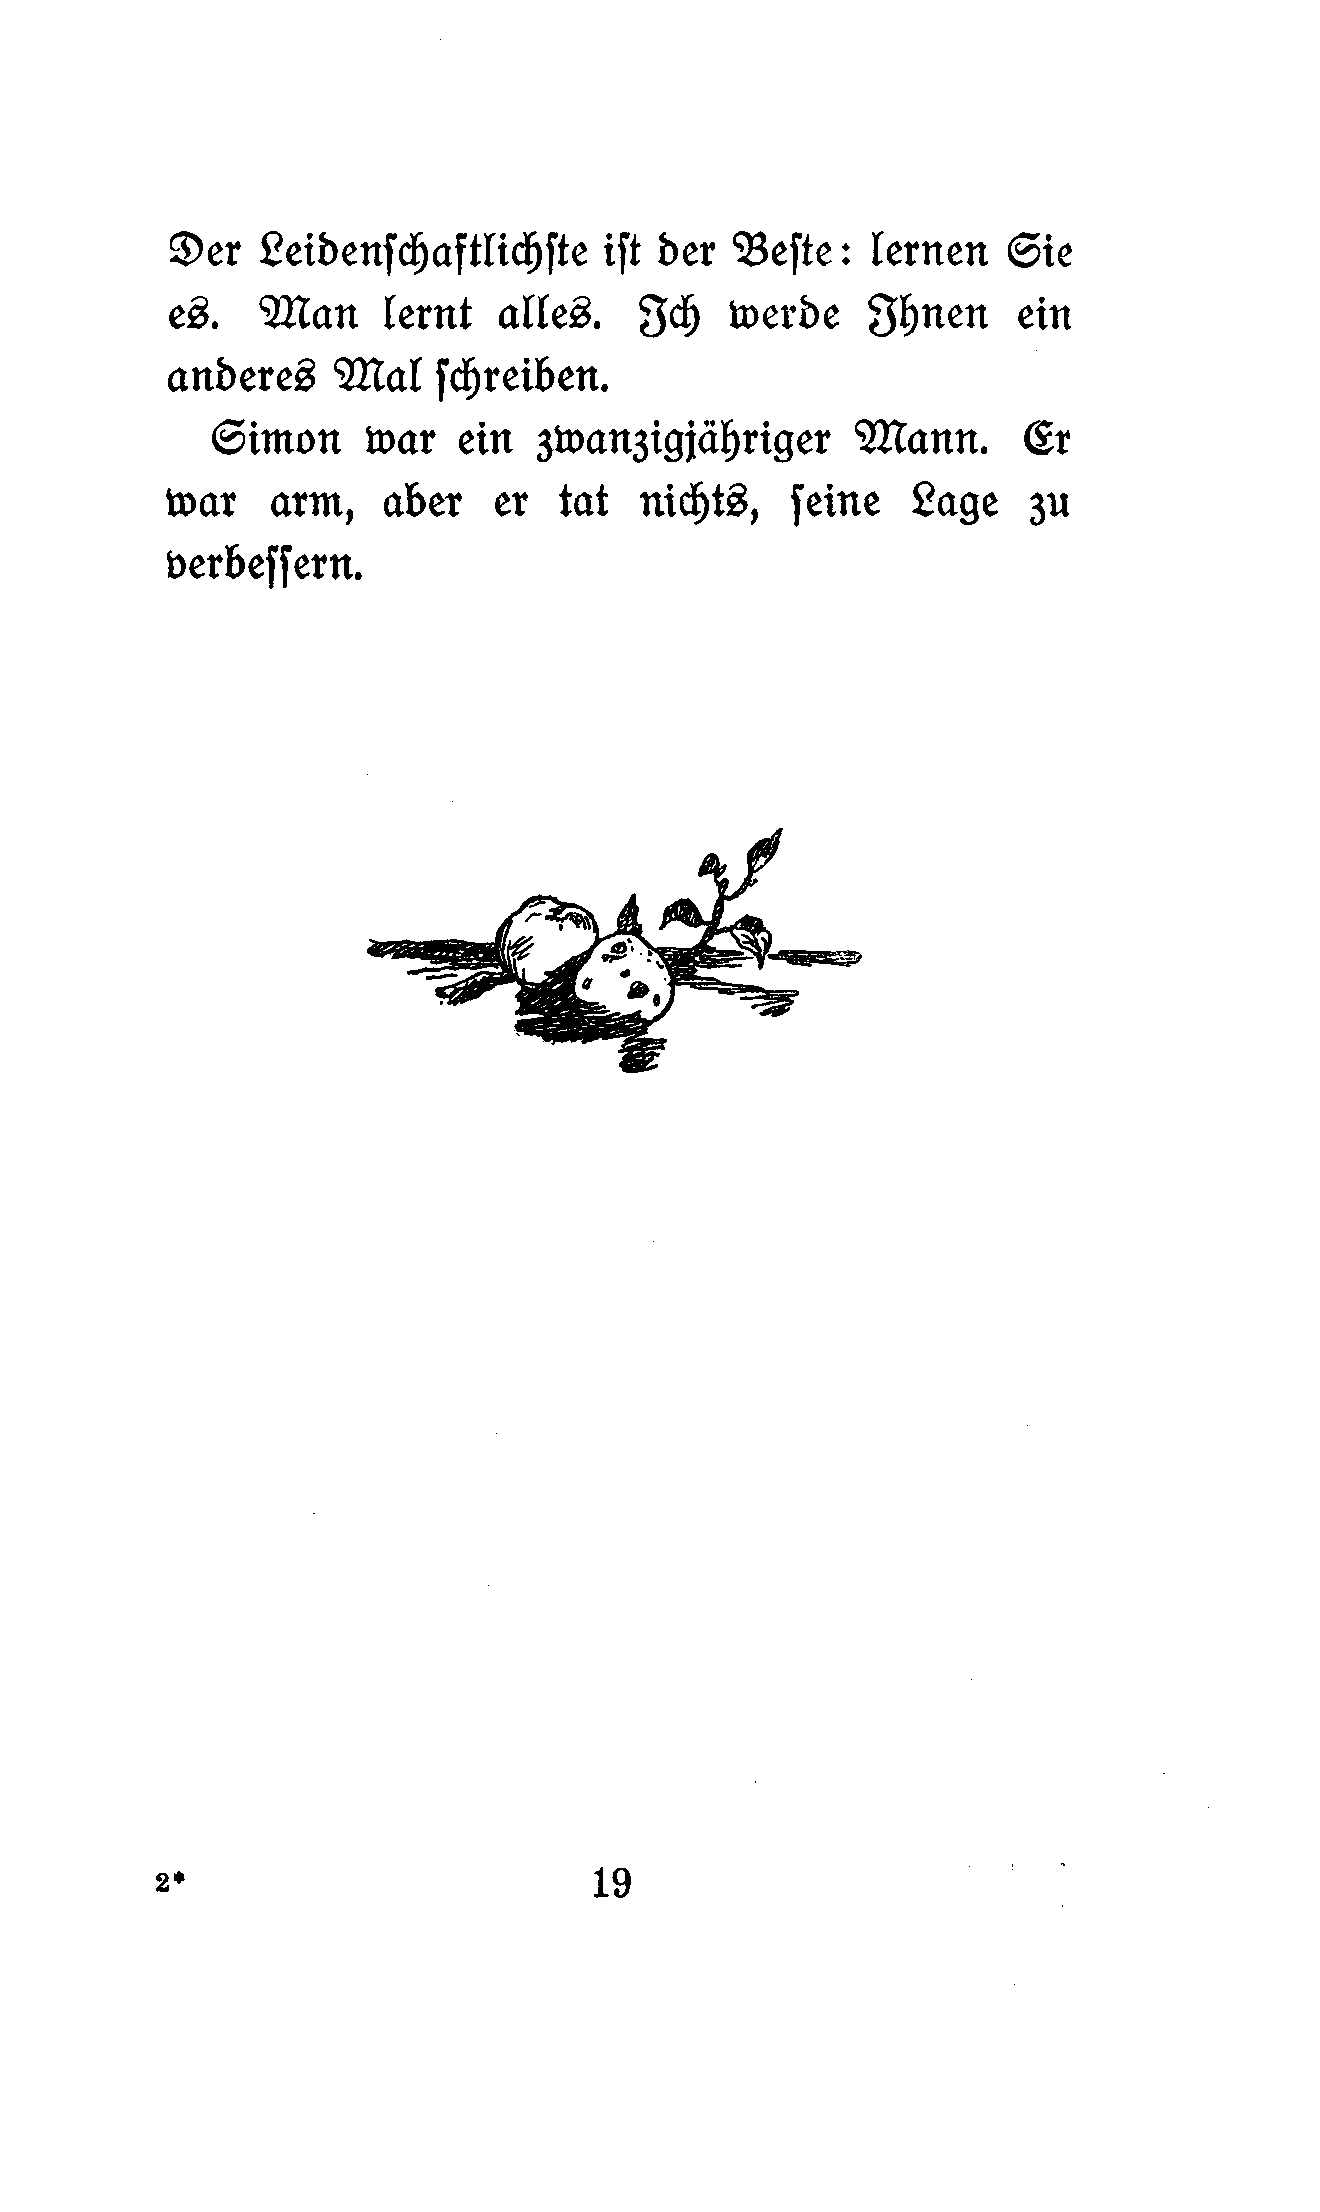 Der Leidenschaftlichste ist der Beste: lernen Sie
es. Man lernt alles. Ich werde Ihnen ein
anderes Mal schreiben.
Simon war ein zwanzigjähriger Mann. Er
war arm, aber er tat nichts, seine Lage zu
verbessern.
2* 19